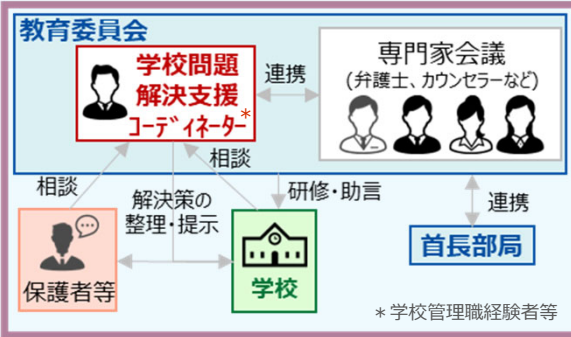 教育委員会
学校問題
解決支援
コーディネーター*
連携
専門家会議
(弁護士、カウンセラーなど)
相談
相談
解決策の
整理・提示
研修・助言
連携
保護者等
学校
首長部局
*学校管理職経験者等